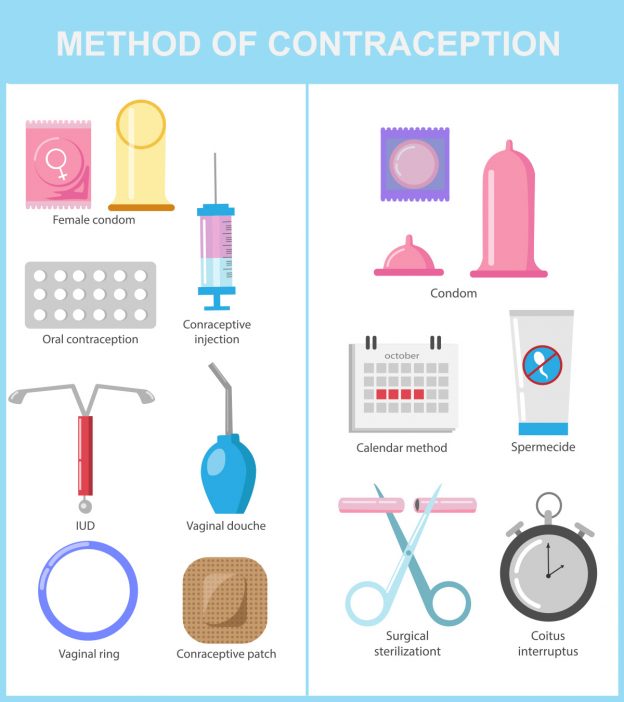 METHOD OF CONTRACEPTION
Female condom
Oral contraception
Conraceptive
injection
IUD
Vaginal douche
Vaginal ring
Conraceptive patch
Condom
october
Calendar method
Spermecide
Surgical
sterilizationt
Coitus
interruptus